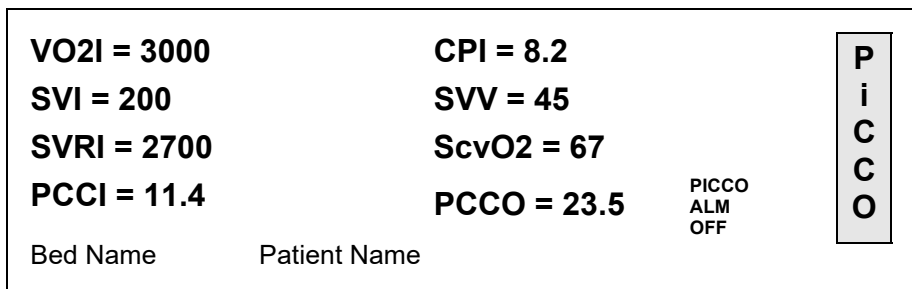 VO2I = 3000
CPI = 8.2
SVI = 200
SVV = 45
SVRI = 2700
ScvO2 = 67
PCCI = 11.4
PCCO = 23.5
PICCO
ALM
OFF
Bed Name
Patient Name
P
i
C
C
O